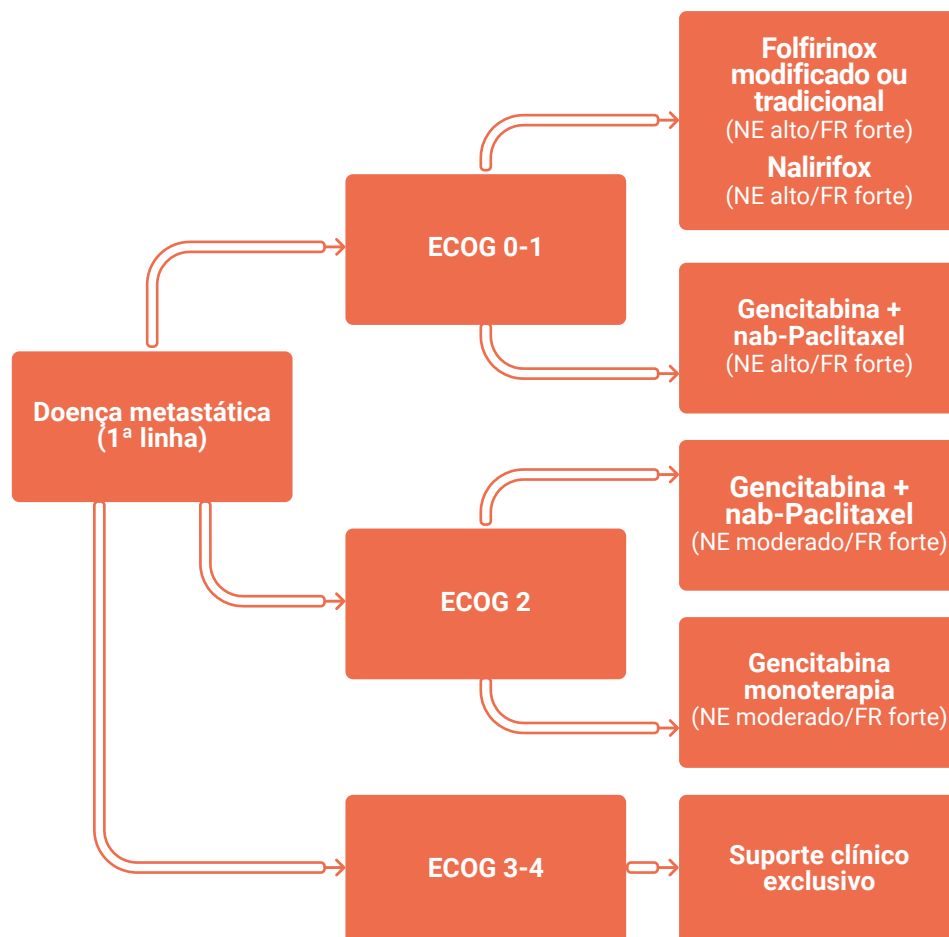 Doença metastática
(1ª linha)
ECOG 0-1
Folfirinox
modificado ou
tradicional
(NE alto/FR forte)
Nalirifox
(NE alto/FR forte)
Gencitabina +
nab-Paclitaxel
(NE alto/FR forte)
ECOG 2
Gencitabina +
nab-Paclitaxel
(NE moderado/FR forte)
Gencitabina
monoterapia
(NE moderado/FR forte)
ECOG 3-4
Suporte clínico
exclusivo